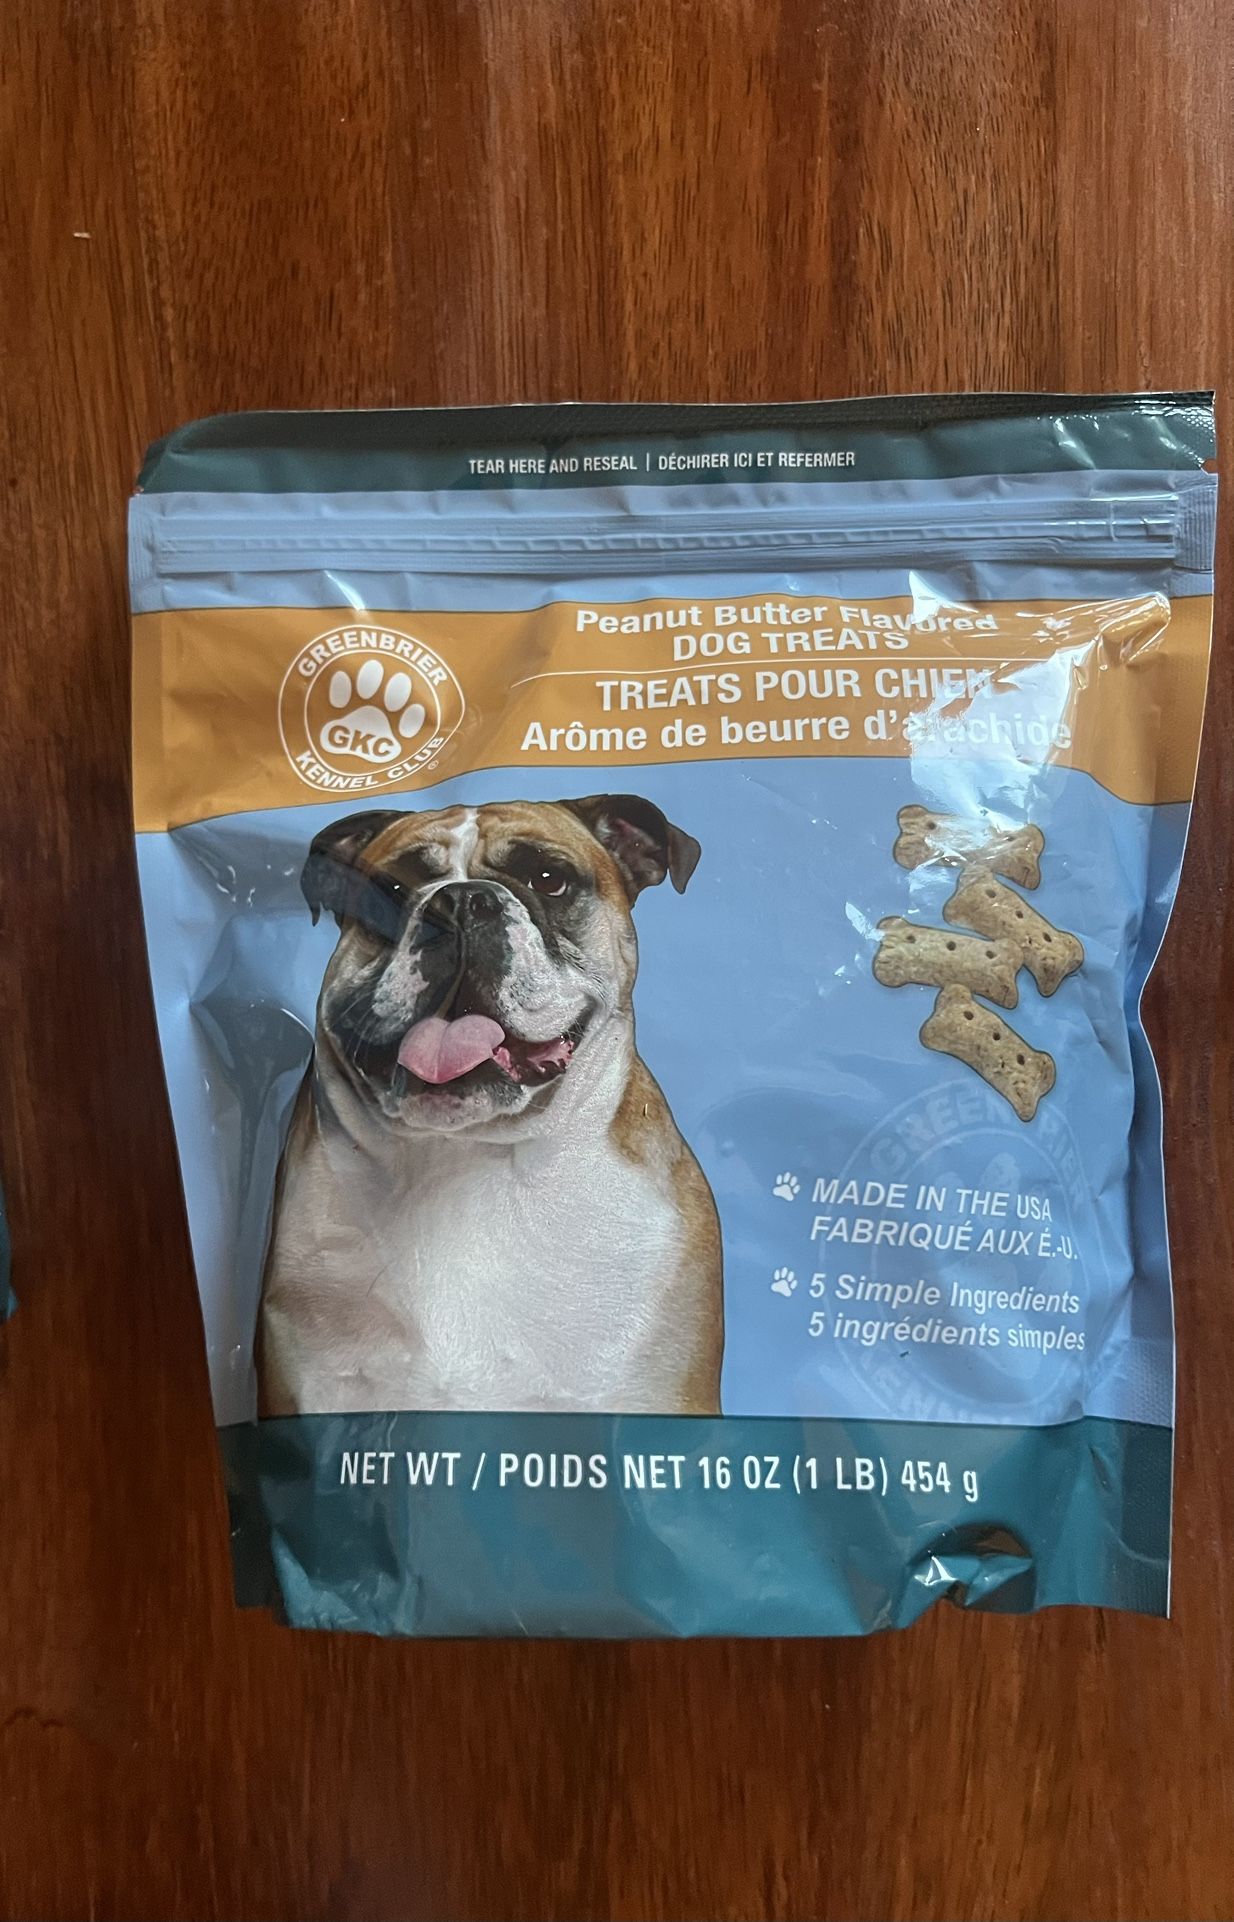 TEAR HERE AND RESEAL | DÉCHIRER ICI ET REFERMER
GREENBRIER
GKC
KENNEL CLUB®
Peanut Butter Flavored
DOG TREATS
TREATS POUR CHIEN
Arôme de beurre d'arachide
MADE IN THE USA
FABRIQUÉ AUX É.-U.
5 Simple Ingredients
5 ingrédients simples
NET WT / POIDS NET 16 OZ (1 LB) 454 g